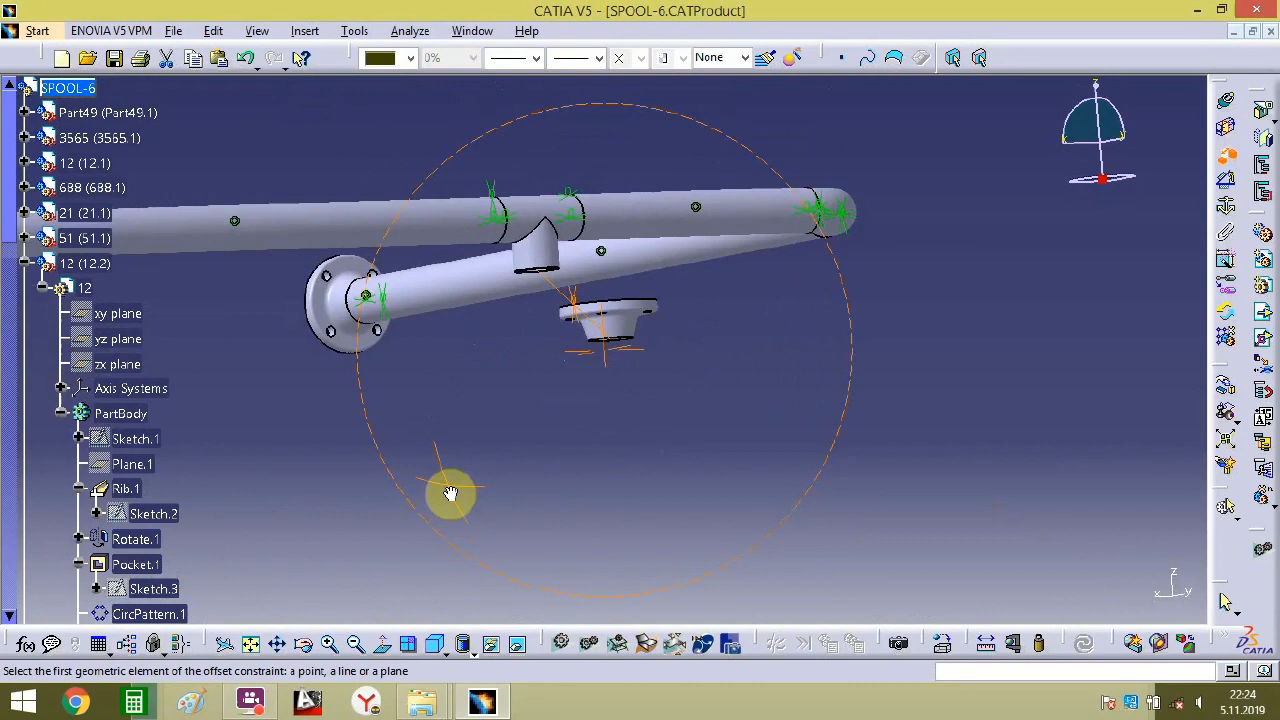 CATIA V5 - [SPOOL-6.CATProduct]
Start ENOVIA V5 VPM File Edit View Insert Tools Analyze Window Help
0% None
SPOOL-6
Part49 (Part49.1)
3565 (3565.1)
12 (12.1)
688 (688.1)
21 (21.1)
51 (51.1)
12 (12.2)
12
xy plane
yz plane
zx plane
Axis Systems
PartBody
Sketch.1
Plane.1
Rib.1
Sketch.2
Rotate.1
Pocket.1
Sketch.3
CircPattern.1
z
x y
z
x y
f(x)
DS CATIA
Select the first geometric element of the offset constraint: a point, a line or a plane
22:24
5.11.2019